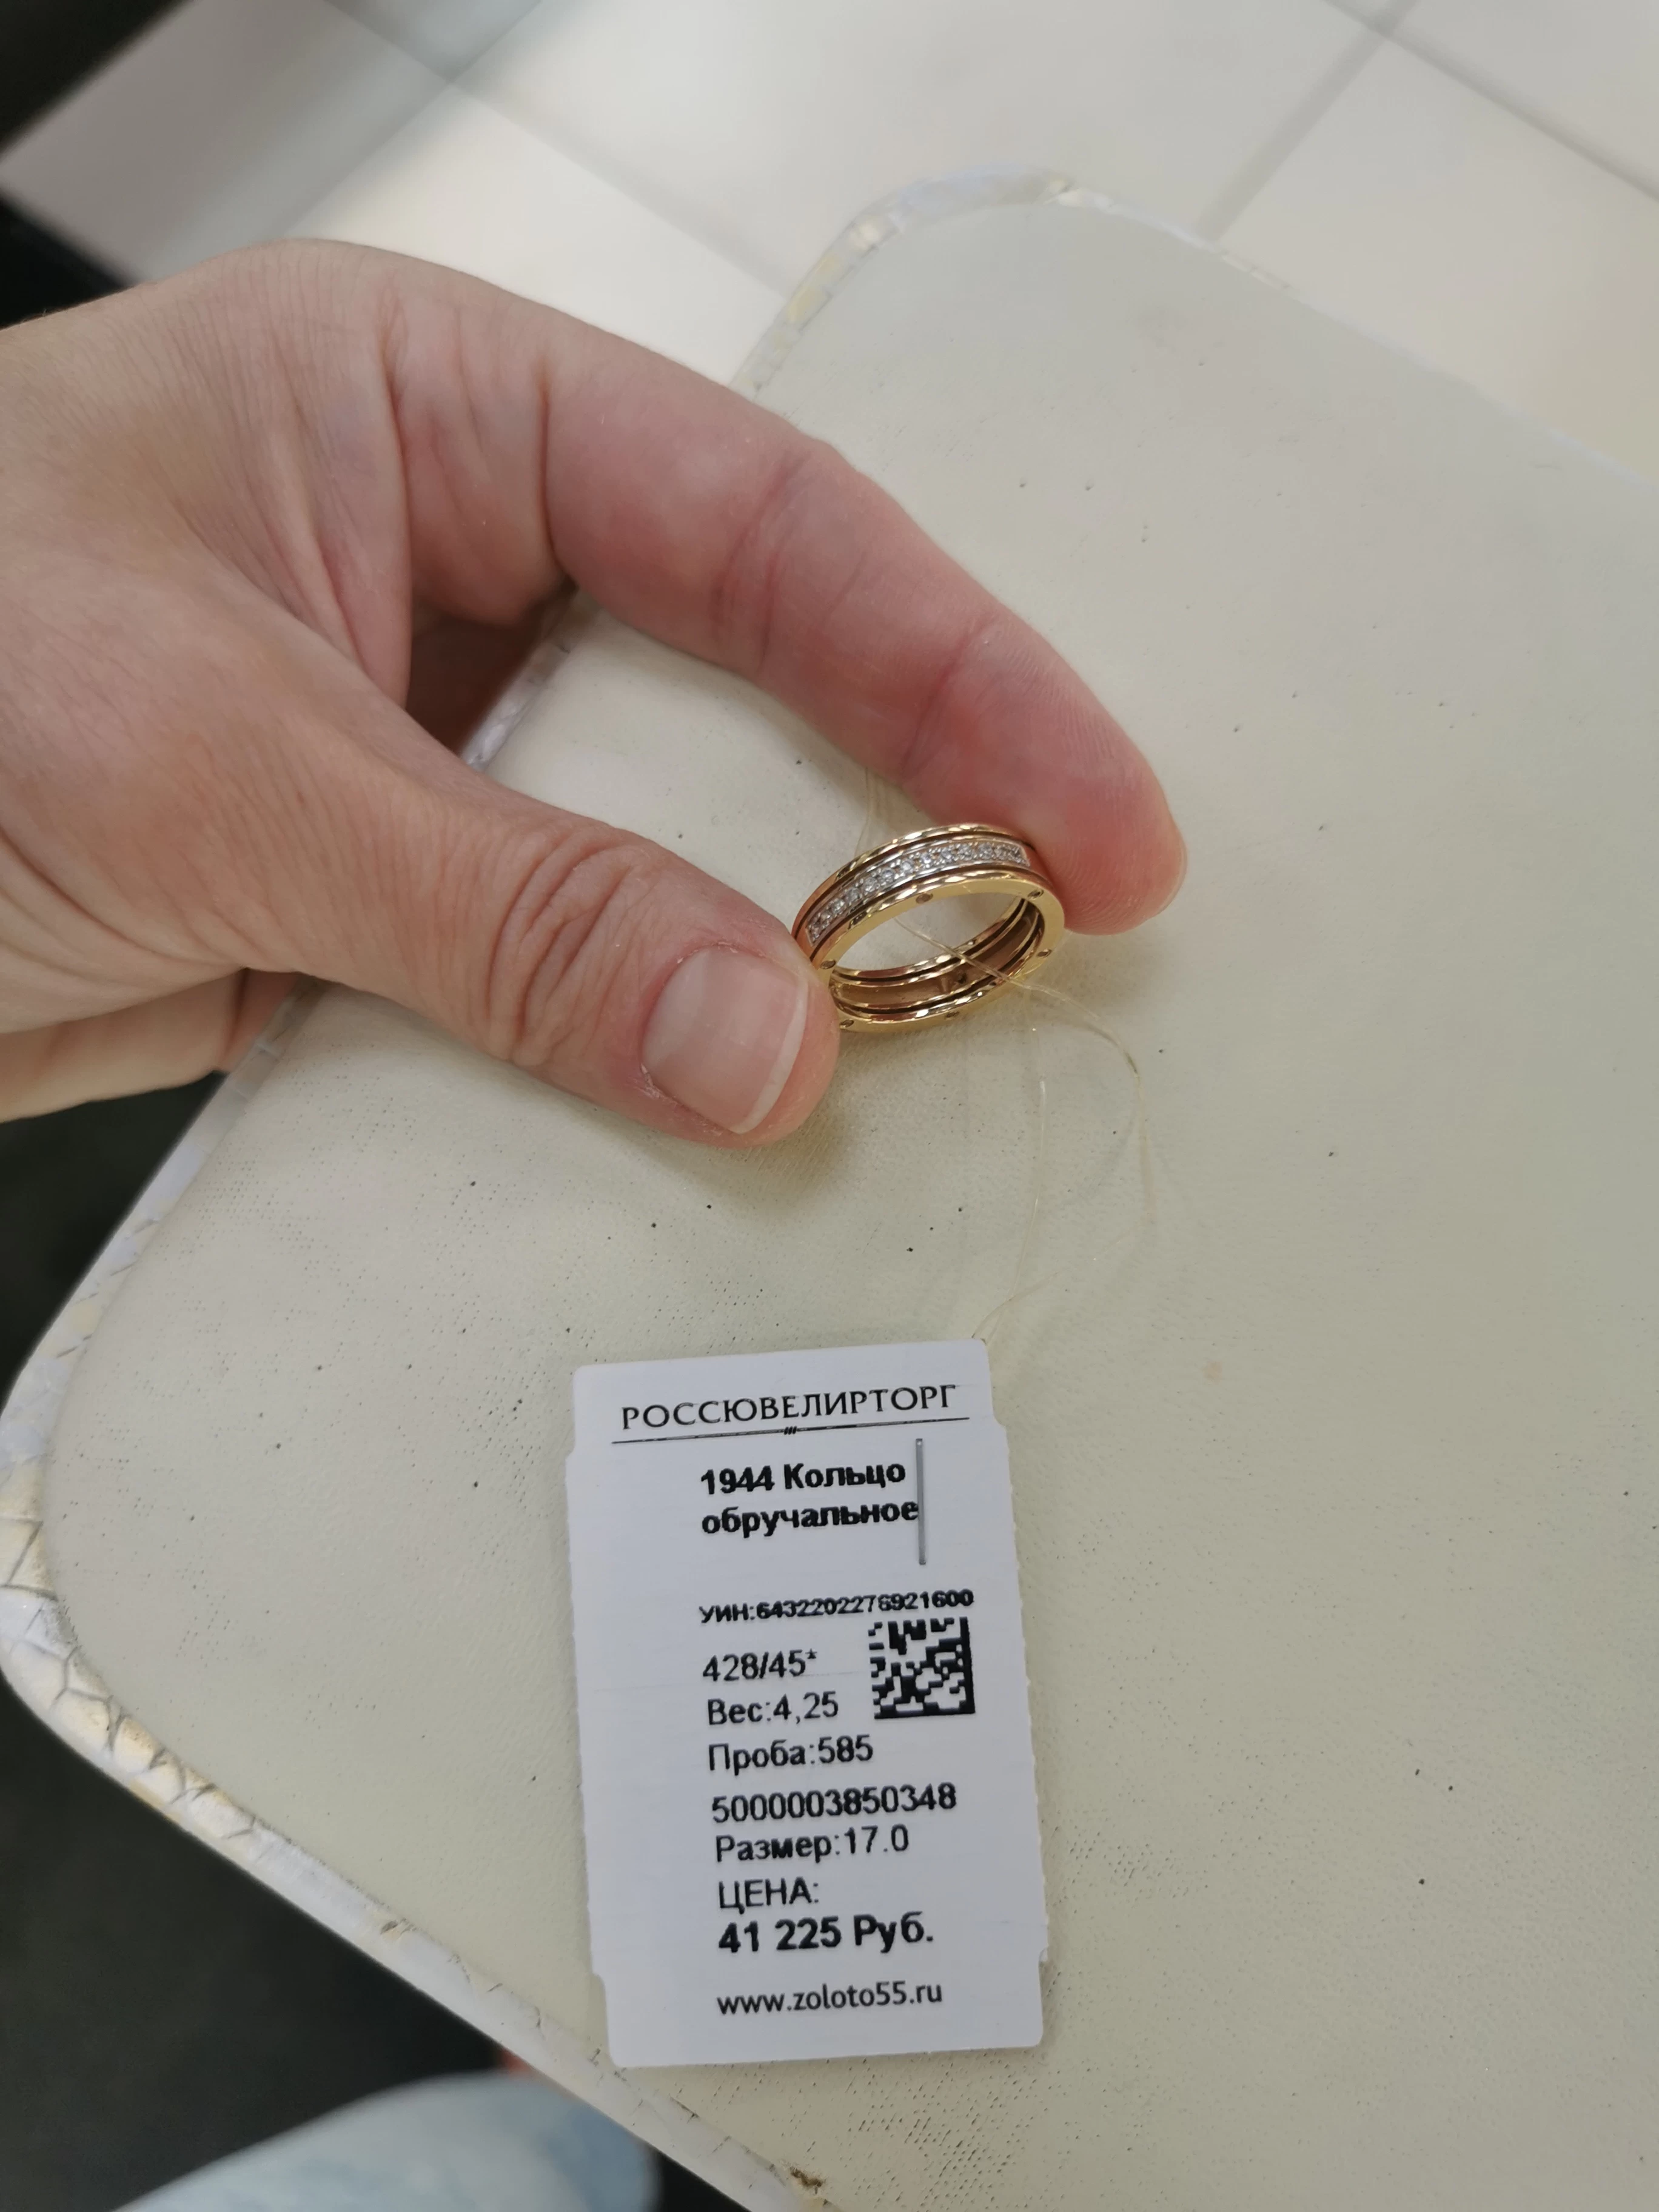 РОССЮВЕЛИРТОРГ
1944 Кольцо
обручальное
УИН:6432202276921600
428/45*
Вес:4,25
Проба:585
5000003850348
Размер:17.0
ЦЕНА:
41 225 Руб.
www.zoloto55.ru